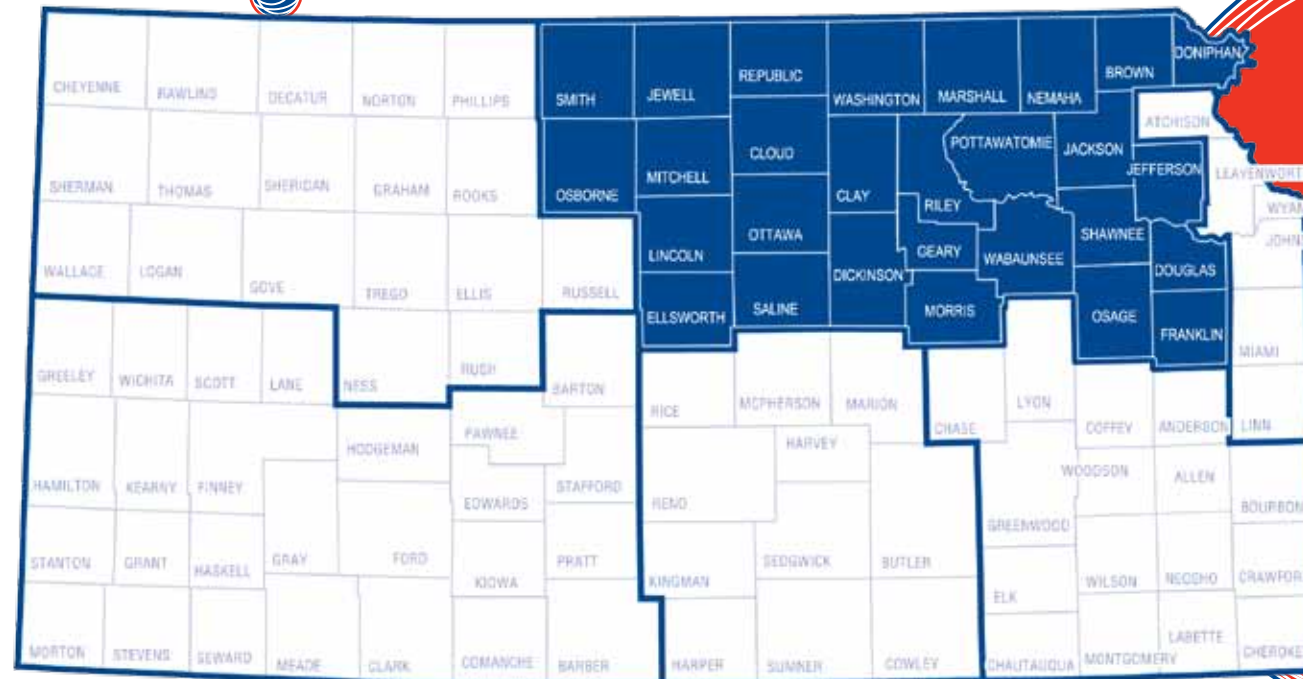 DONIPHAN
BROWN
REPUBLIC
CHEYENNE
RAWLINS
DECATUR
NORTON
PHILLIPS
SMITH
JEWELL
WASHINGTON
MARSHALL
NEMAHA
ATCHISON
POTTAWATOMIE
JACKSON
CLOUD
JEFFERSON
LEAVENWORT
MITCHELL
SHERMAN
THOMAS
SHERIDAN
GRAHAM
ROOKS
OSBORNE
CLAY
RILEY
WYAN
OTTAWA
SHAWNEE
JOHN
LINCOLN
GEARY
WABAUNSEE
WALLACE
LOGAN
GOVE
TREGO
ELLIS
RUSSELL
DICKINSON
DOUGLAS
ELLSWORTH
SALINE
MORRIS
OSAGE
FRANKLIN
MIAMI
GREELEY
WICHITA
SCOTT
LANE
NESS
RUSH
BARTON
RICE
MCPHERSON
MARION
CHASE
LYON
COFFEY
ANDERSON
LINN
HODGEMAN
PAWNEE
HARVEY
HAMILTON
KEARNY
FINNEY
EDWARDS
STAFFORD
RENO
WOODSON
ALLEN
GREENWOOD
BOURBON
STANTON
GRANT
HASKELL
GRAY
FORD
KIOWA
PRATT
KINGMAN
SEDGWICK
BUTLER
ELK
WILSON
NEOSHO
CRAWFOR
MORTON
STEVENS
SEWARD
MEADE
CLARK
COMANCHE
BARBER
HARPER
SUMNER
COWLEY
CHAUTAUQUA
MONTGOMERY
LABETTE
CHEROKE